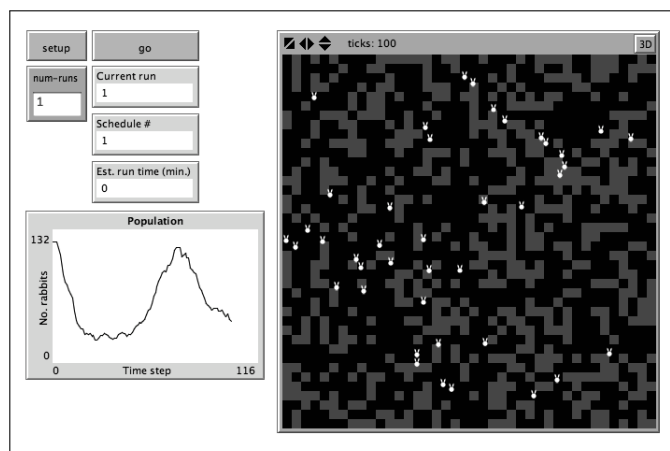 setup
go
num-runs
1
Current run
1
Schedule #
1
Est. run time (min.)
0
ticks: 100
3D
Population
132
No. rabbits
0
0
Time step
116